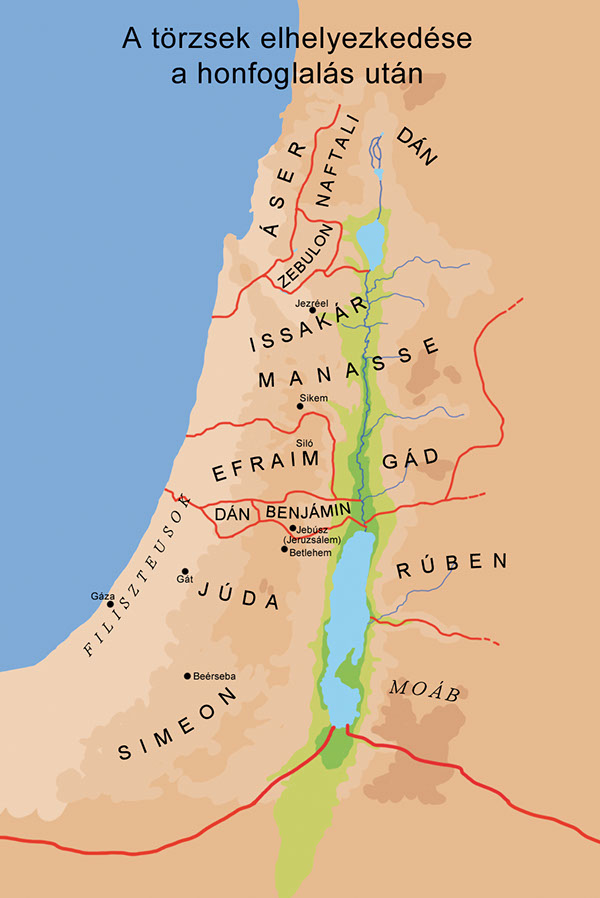 A törzsek elhelyezkedése
a honfoglalás után
DÁN
NAFTALI
ÁSER
ZEBULON
Jezréel
ISSAKÁR
MANASSE
Sikem
Siló
EFRAIM
GÁD
DÁN
BENJÁMIN
Jebúsz
(Jeruzsálem)
Betlehem
FILISZTEUSOK
Gát
Gáza
JÚDA
RÚBEN
Beérseba
MOÁB
SIMEON